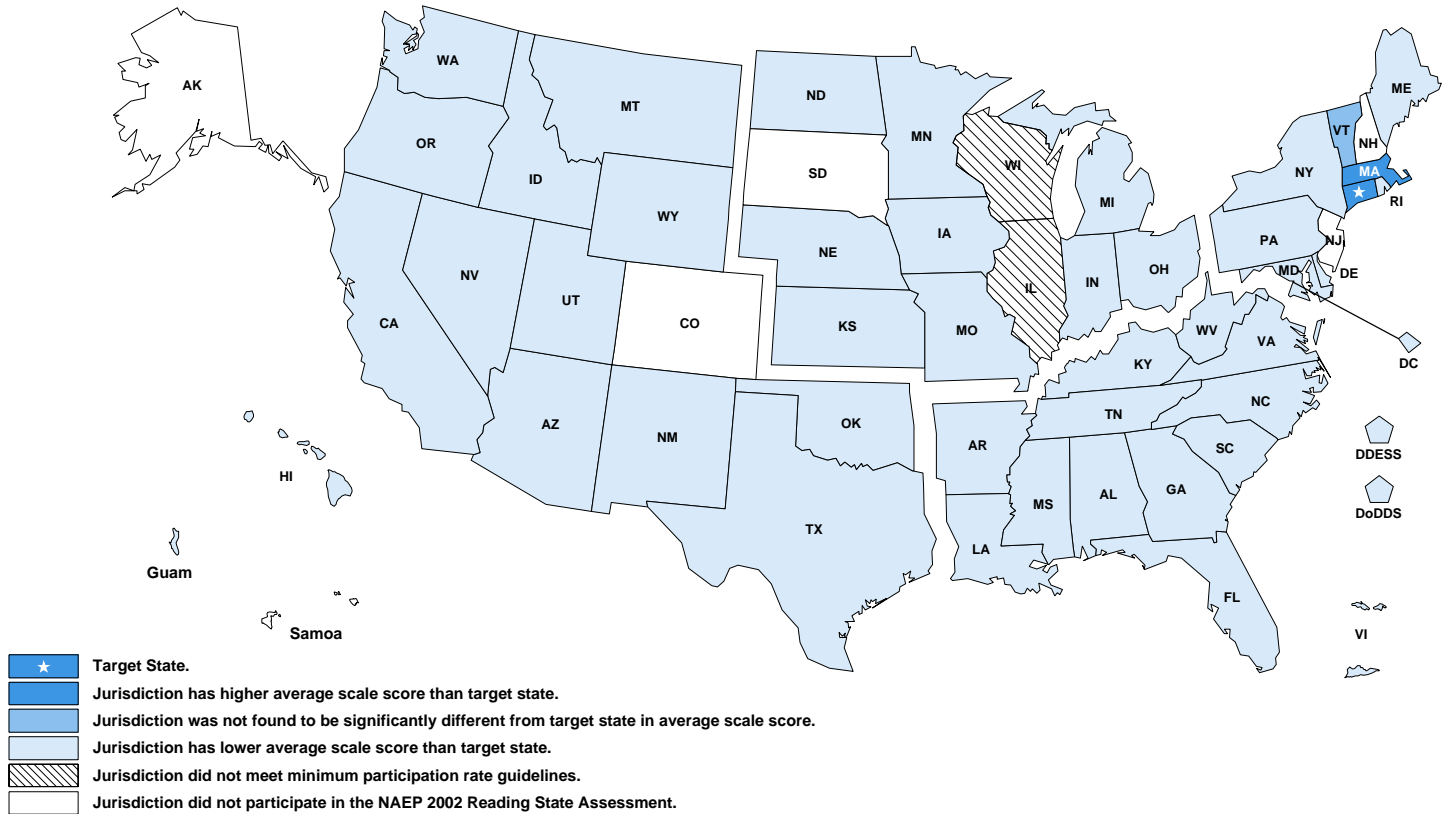 AK
WA
MT
ND
MN
ME
VT
NH
OR
ID
SD
WI
NY
MA
WY
MI
RI
IA
PA
NJ
NE
NV
OH
MD
DE
IN
UT
IL
CA
CO
KS
MO
WV
VA
KY
DC
NC
TN
AZ
NM
OK
AR
SC
DDESS
HI
MS
AL
GA
DoDDS
TX
LA
Guam
FL
Samoa
VI
Target State.
Jurisdiction has higher average scale score than target state.
Jurisdiction was not found to be significantly different from target state in average scale score.
Jurisdiction has lower average scale score than target state.
Jurisdiction did not meet minimum participation rate guidelines.
Jurisdiction did not participate in the NAEP 2002 Reading State Assessment.